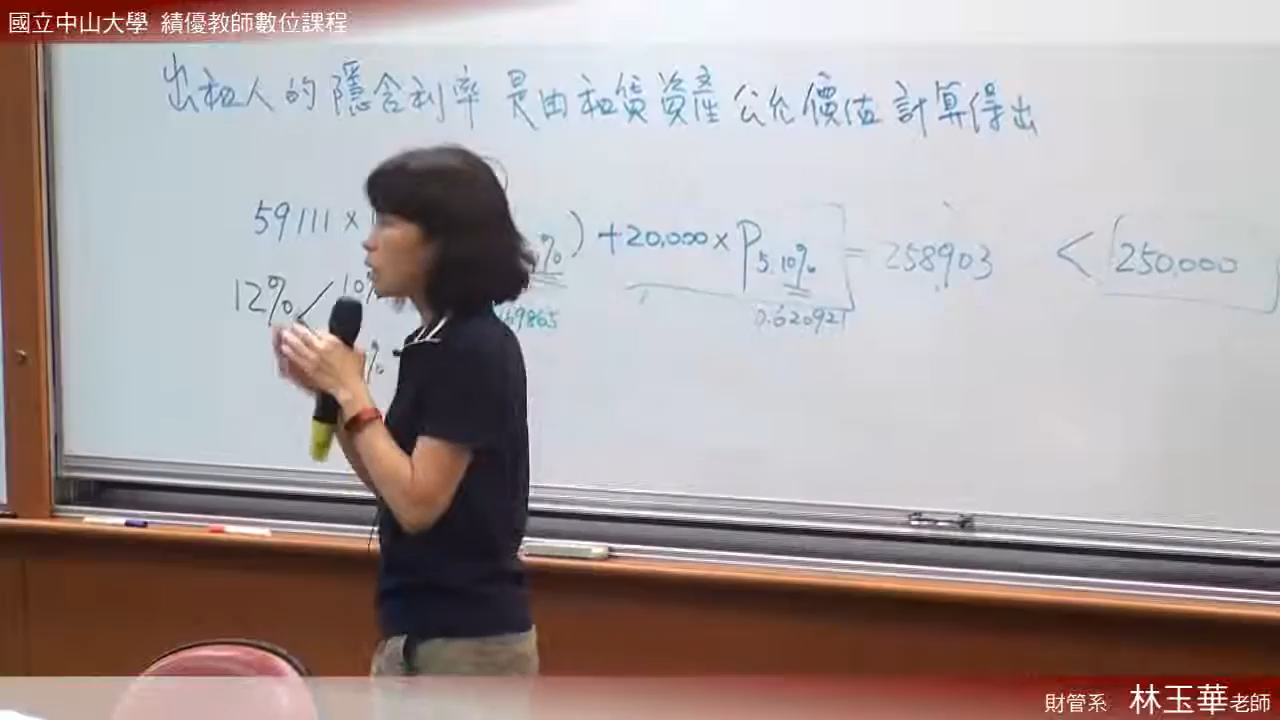 國立中山大學 績優教師數位課程
出租人的隱含利率 是由租賃資產公允價值計算得出
59111 x %) + 20,000 x P5.10% = 258903 < 250,000
12% < 10%
69865 0.620921
%
財管系 林玉華老師